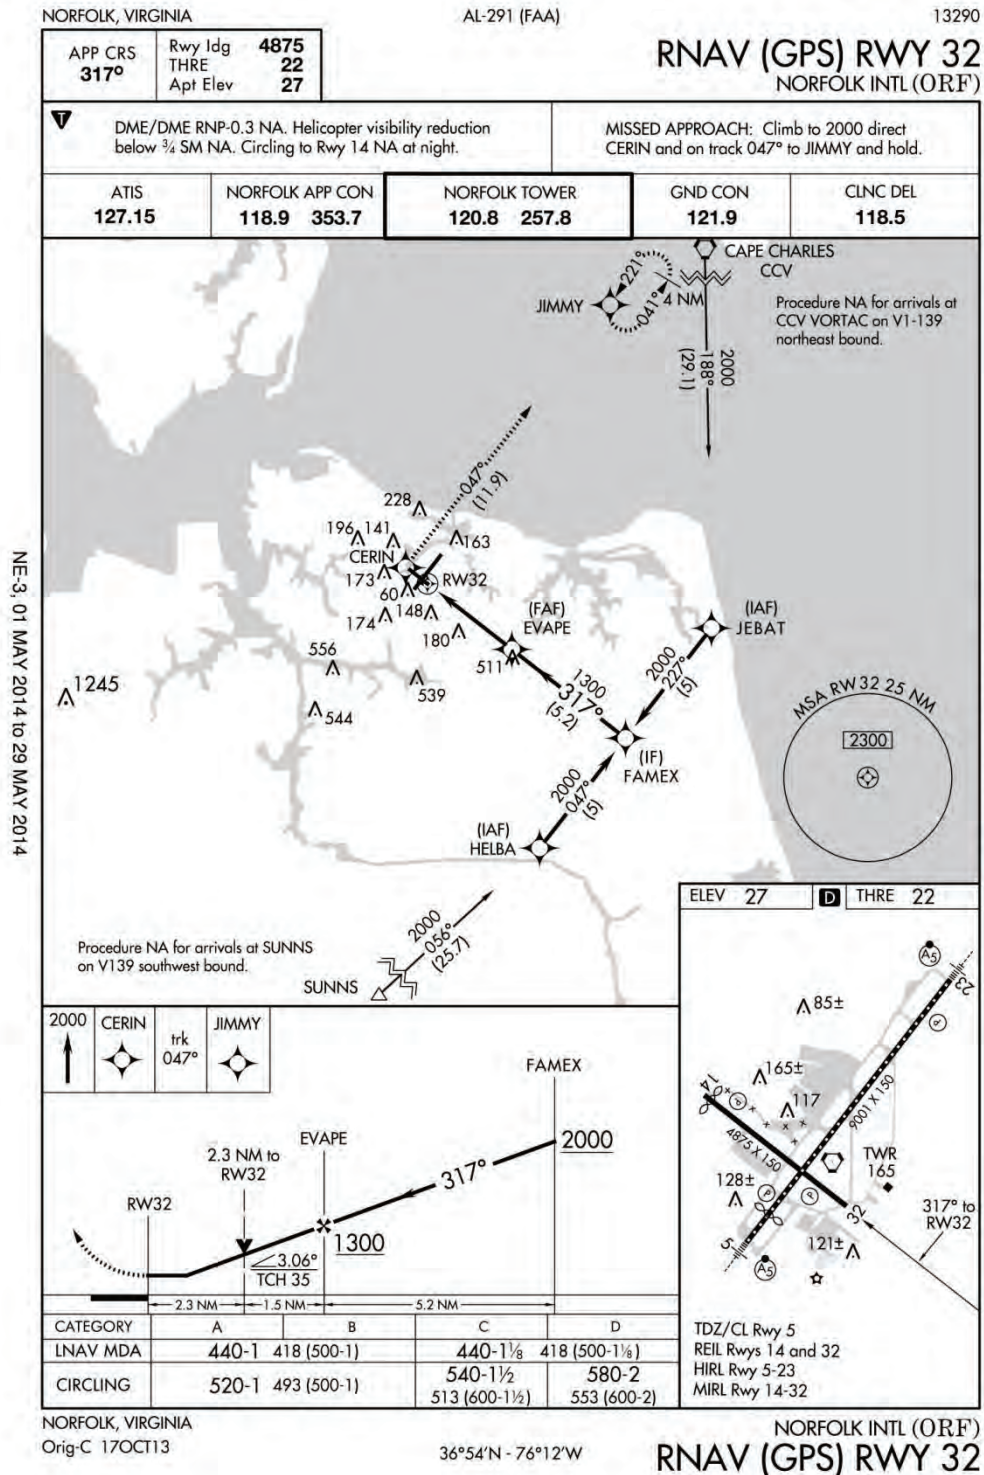 NORFOLK, VIRGINIA
AL-291 (FAA)
13290
APP CRS
317°
Rwy Idg 4875
THRE 22
Apt Elev 27
RNAV (GPS) RWY 32
NORFOLK INTL (ORF)
T
DME/DME RNP-0.3 NA. Helicopter visibility reduction
below ¾ SM NA. Circling to Rwy 14 NA at night.
MISSED APPROACH: Climb to 2000 direct
CERIN and on track 047° to JIMMY and hold.
ATIS
127.15
NORFOLK APP CON
118.9 353.7
NORFOLK TOWER
120.8 257.8
GND CON
121.9
CLNC DEL
118.5
CAPE CHARLES
CCV
JIMMY
221°
041°
4 NM
Procedure NA for arrivals at
CCV VORTAC on V1-139
northeast bound.
2000
188°
(29.1)
047°
(11.9)
228
196
141
163
CERIN
173
RW32
60
148
174
180
(FAF)
EVAPE
511
(IAF)
JEBAT
556
539
544
1245
2000
227°
(5)
1300
317°
(5.2)
(IF)
FAMEX
2000
047°
(5)
(IAF)
HELBA
MSA RW32 25 NM
2300
NE-3, 01 MAY 2014 to 29 MAY 2014
Procedure NA for arrivals at SUNNS
on V139 southwest bound.
2000
056°
(25.7)
SUNNS
ELEV 27
D
THRE 22
A5
23
85±
P
165±
14
P
117
9001 X 150
4875 X 150
TWR
165
128±
P
P
32
317° to
RW32
5
121±
A5
TDZ/CL Rwy 5
REIL Rwys 14 and 32
HIRL Rwy 5-23
MIRL Rwy 14-32
2000
CERIN
trk
047°
JIMMY
FAMEX
2000
EVAPE
317°
2.3 NM to
RW32
RW32
1300
3.06°
TCH 35
2.3 NM
1.5 NM
5.2 NM
CATEGORY A B C D
LNAV MDA 440-1 418 (500-1) 440-1⅛ 418 (500-1⅛)
CIRCLING 520-1 493 (500-1) 540-1½ 513 (600-1½) 580-2 553 (600-2)
NORFOLK, VIRGINIA
Orig-C 17OCT13
36°54'N - 76°12'W
NORFOLK INTL (ORF)
RNAV (GPS) RWY 32